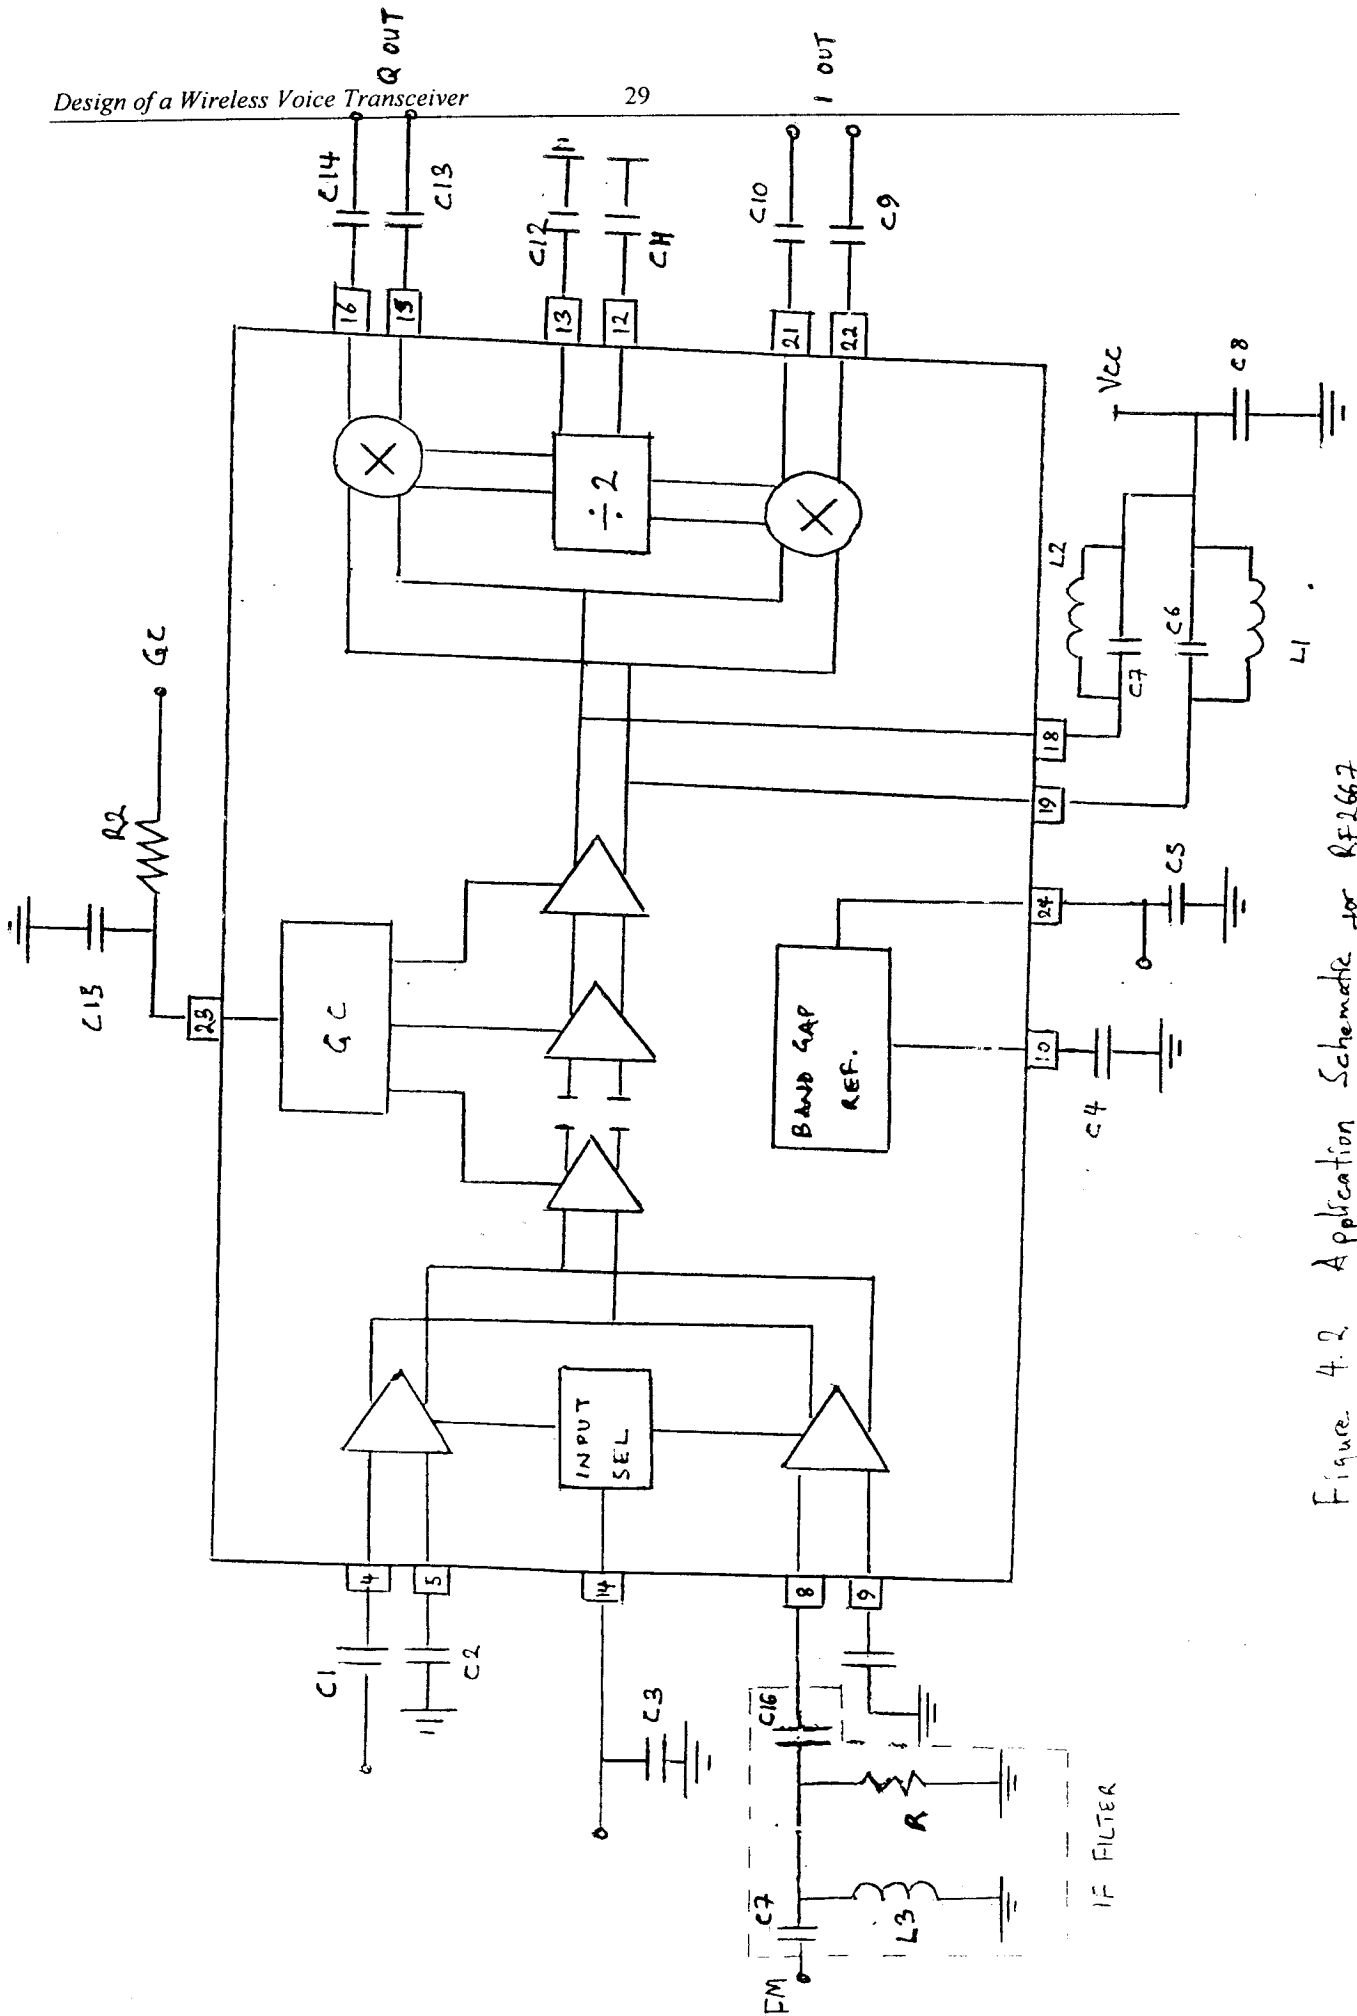 Design of a Wireless Voice Transceiver 29
Q OUT
I OUT
C14
C13
C12
C11
C10
C9
16
15
13
12
21
22
÷2
Vcc
C8
L2
C7
C6
L1
GC
R2
C13
23
GC
18
19
24
C5
BAND GAP
REF.
10
C4
INPUT
SEL
4
5
14
8
9
C1
C2
C3
C16
R
C7
L3
FM
IF FILTER
Figure 4.2 Application Schematic for RF2667